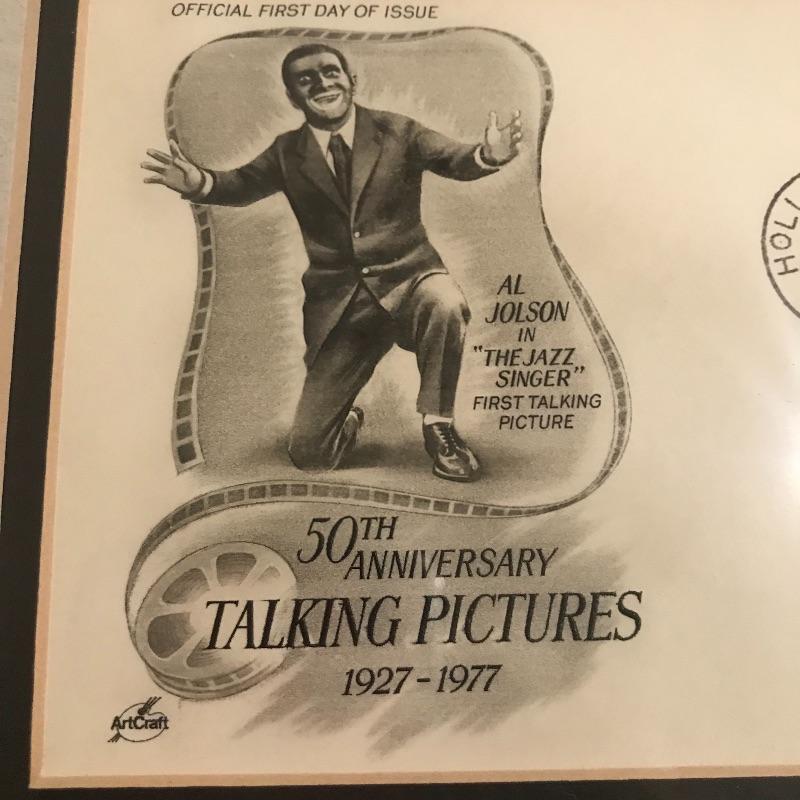 OFFICIAL FIRST DAY OF ISSUE
AL
JOLSON
IN
"THE JAZZ
SINGER"
FIRST TALKING
PICTURE
50TH
ANNIVERSARY
TALKING PICTURES
1927-1977
ArtCraft
HOLL